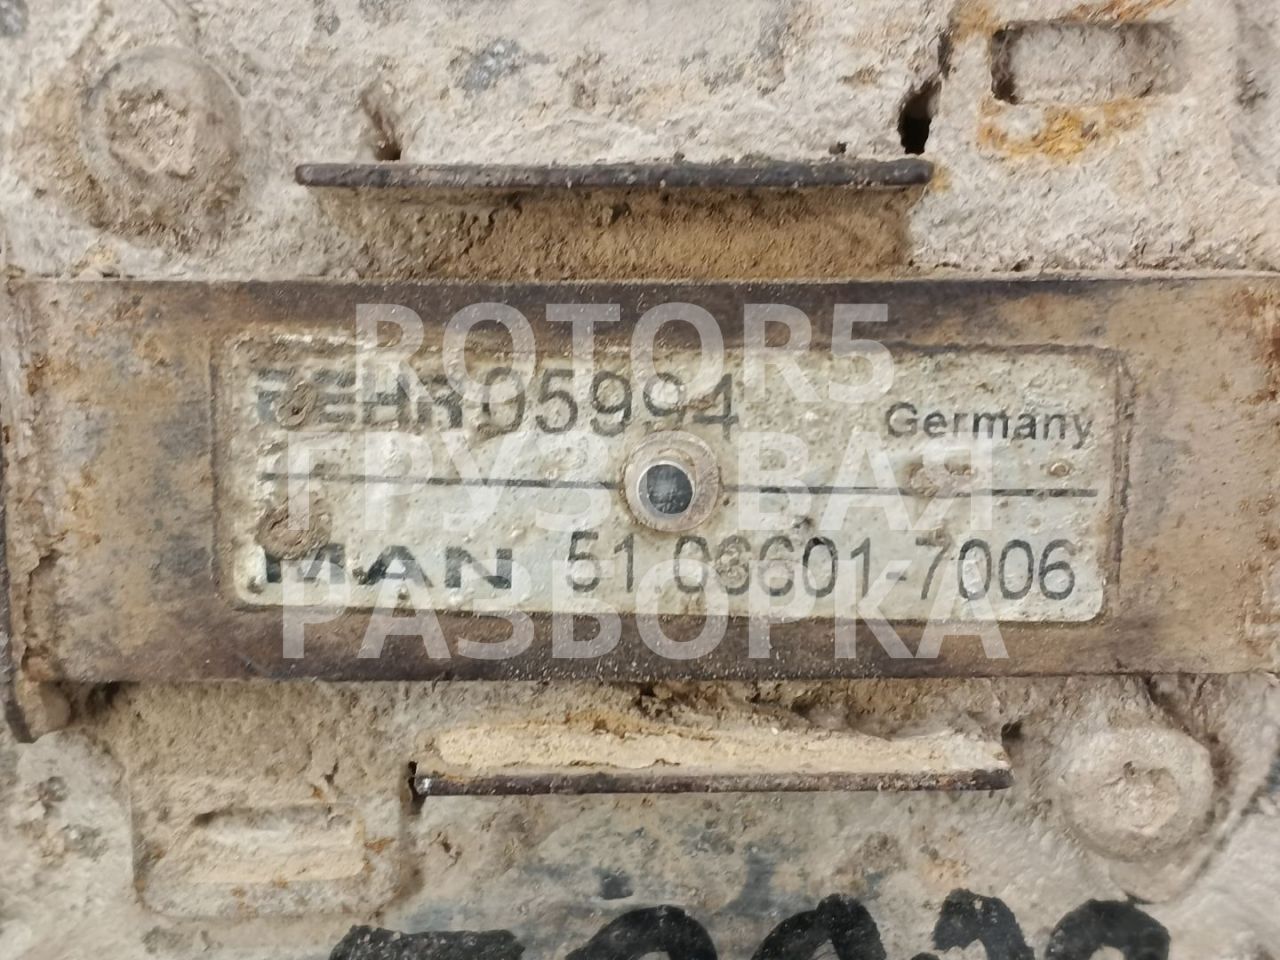 ROTOR5
BEHR 05994
Germany
ГРУЗОВАЯ
MAN 51.06601-7006
РАЗБОРКА